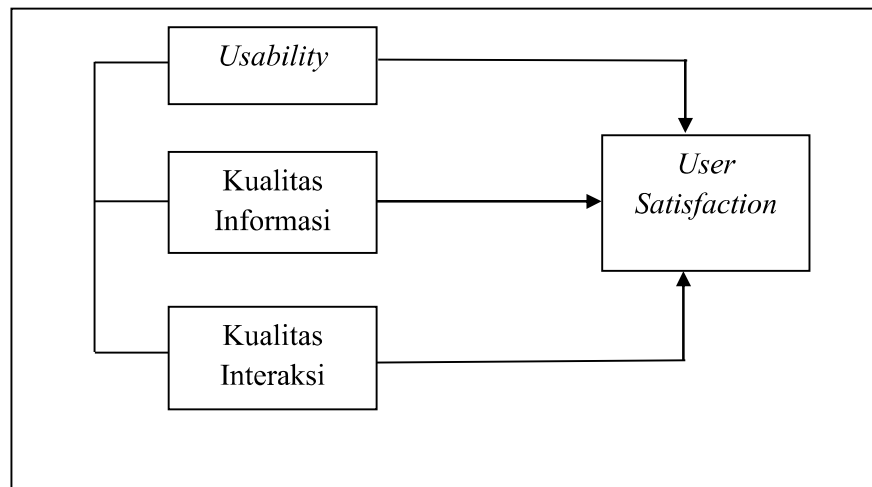 Usability
Kualitas
Informasi
Kualitas
Interaksi
User
Satisfaction